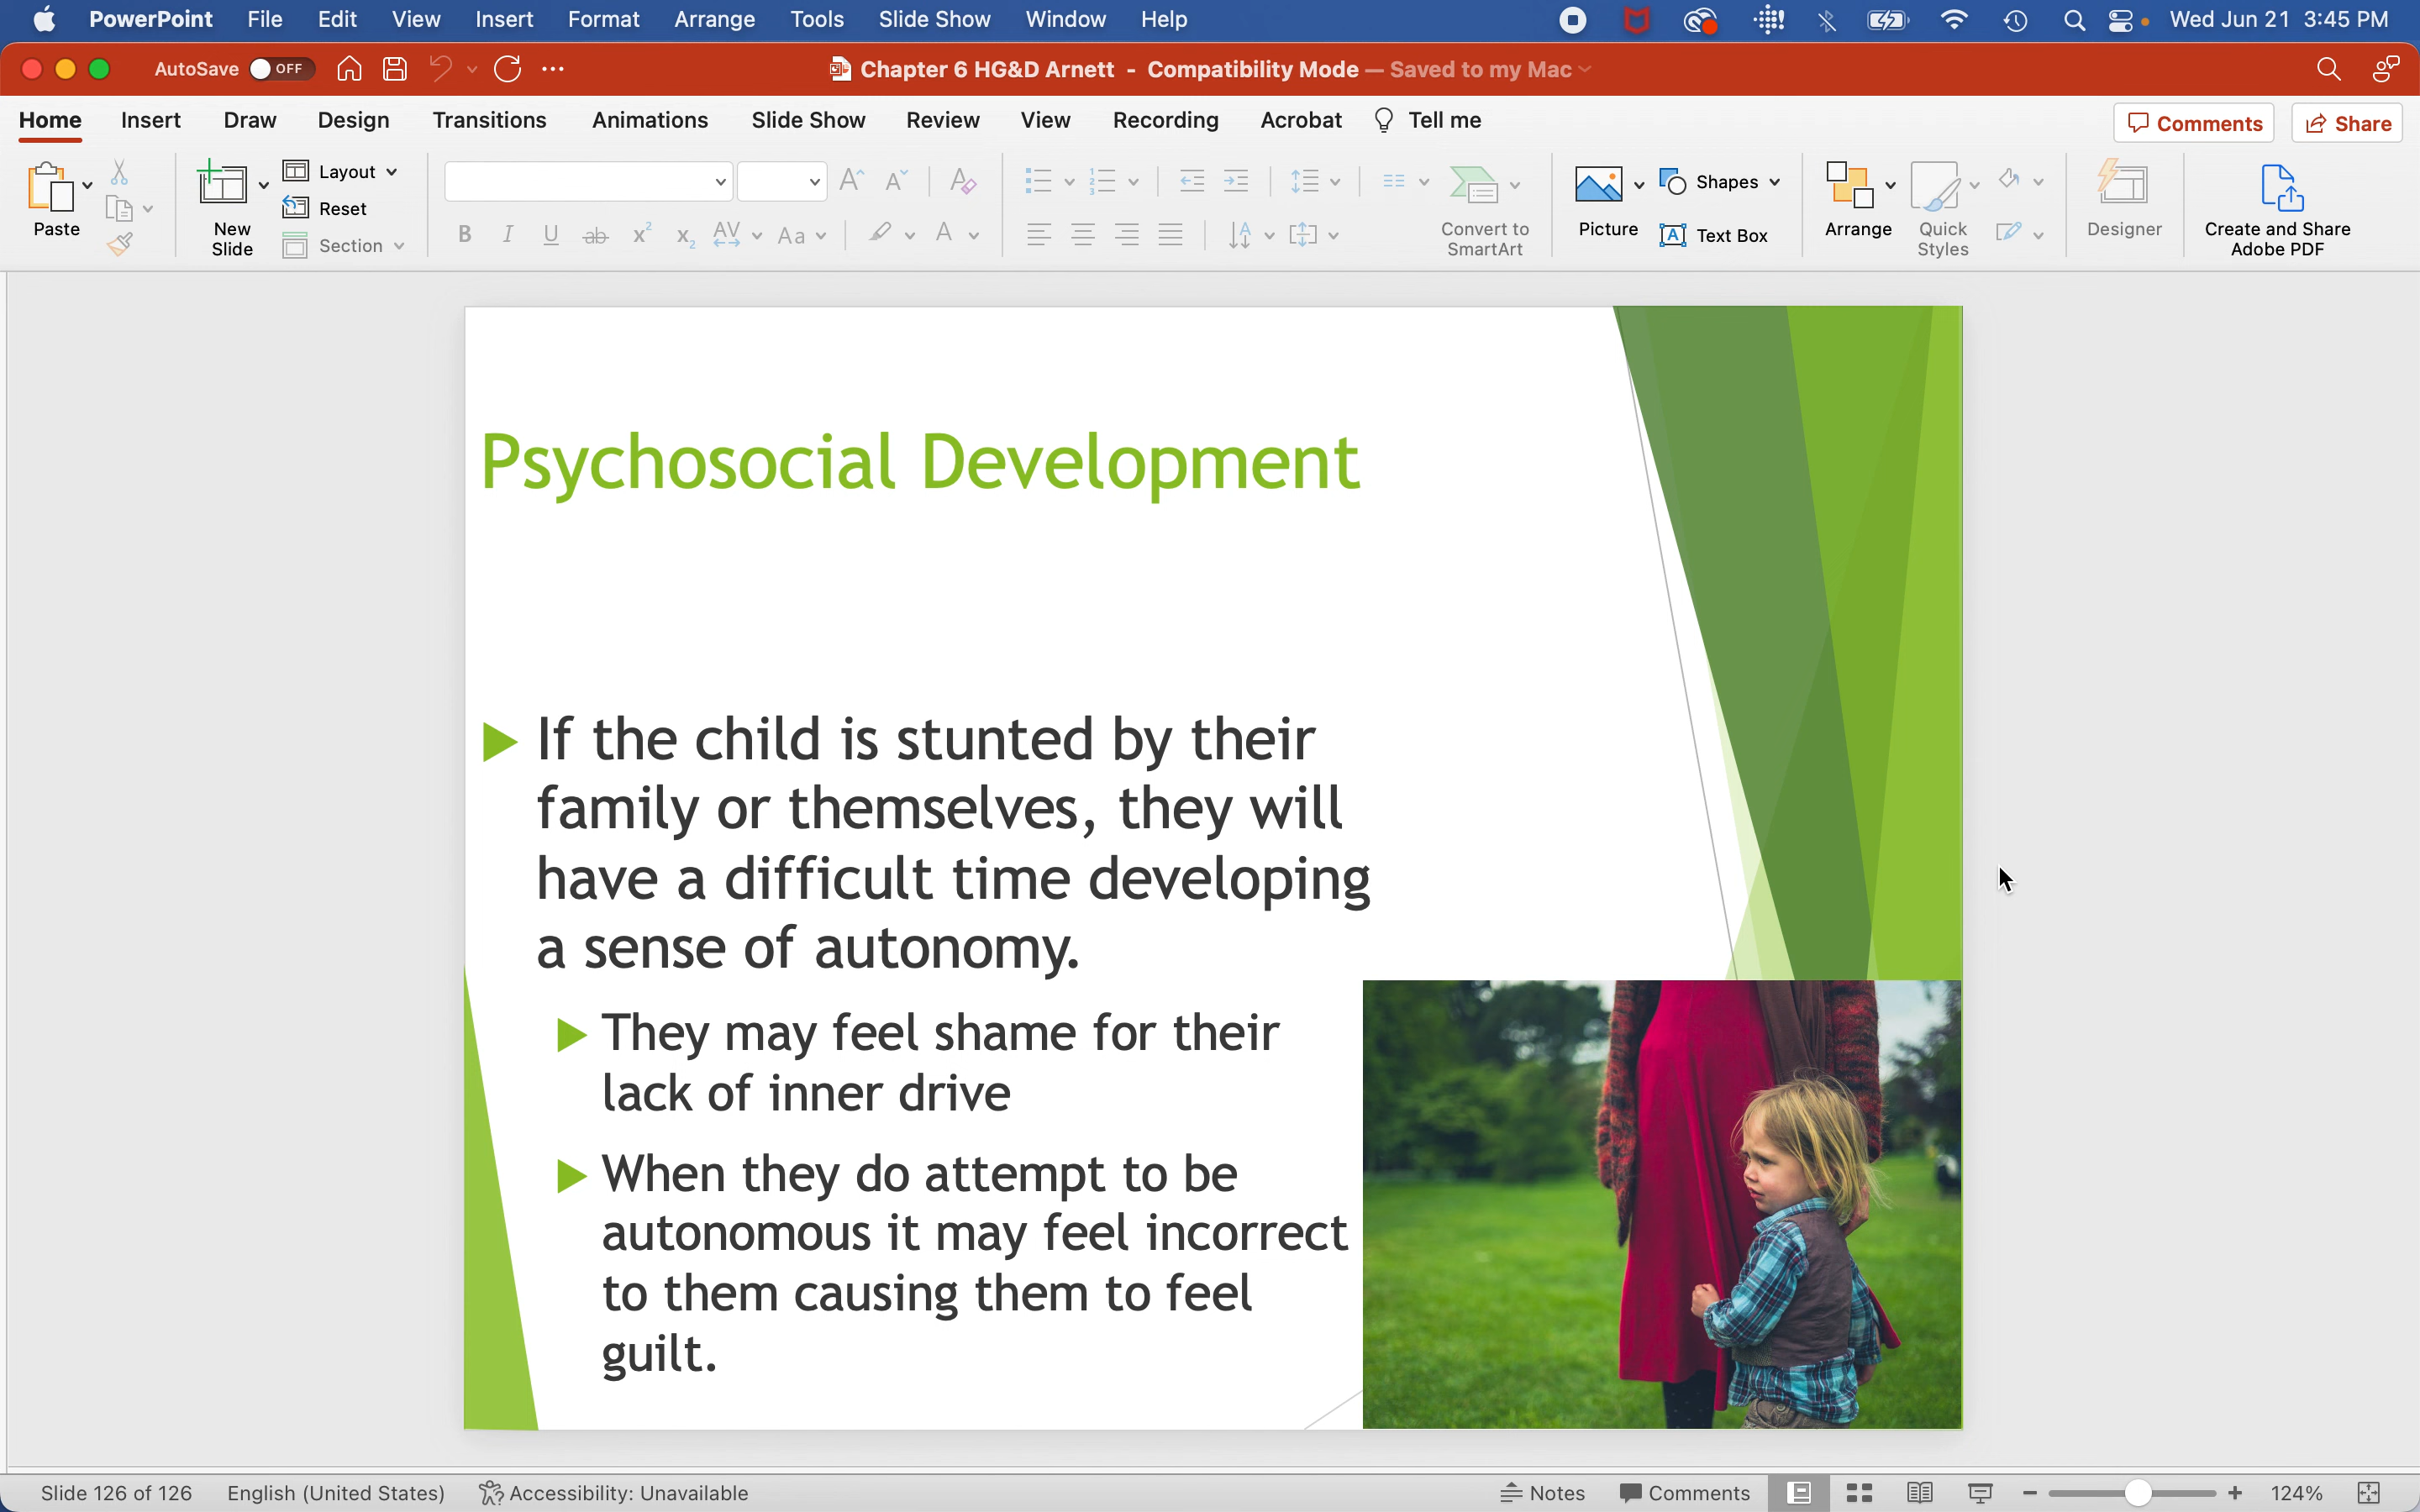 PowerPoint File Edit View Insert Format Arrange Tools Slide Show Window Help Wed Jun 21 3:45 PM
AutoSave OFF Chapter 6 HG&D Arnett - Compatibility Mode — Saved to my Mac
Home Insert Draw Design Transitions Animations Slide Show Review View Recording Acrobat Tell me Comments Share
Paste
New
Slide
Layout
Reset
Section
B I U ab x² x₂ AV Aa A
Convert to
SmartArt
Picture
Shapes
Text Box
Arrange
Quick
Styles
Designer
Create and Share
Adobe PDF
Psychosocial Development
If the child is stunted by their
family or themselves, they will
have a difficult time developing
a sense of autonomy.
They may feel shame for their
lack of inner drive
When they do attempt to be
autonomous it may feel incorrect
to them causing them to feel
guilt.
Slide 126 of 126 English (United States) Accessibility: Unavailable Notes Comments 124%